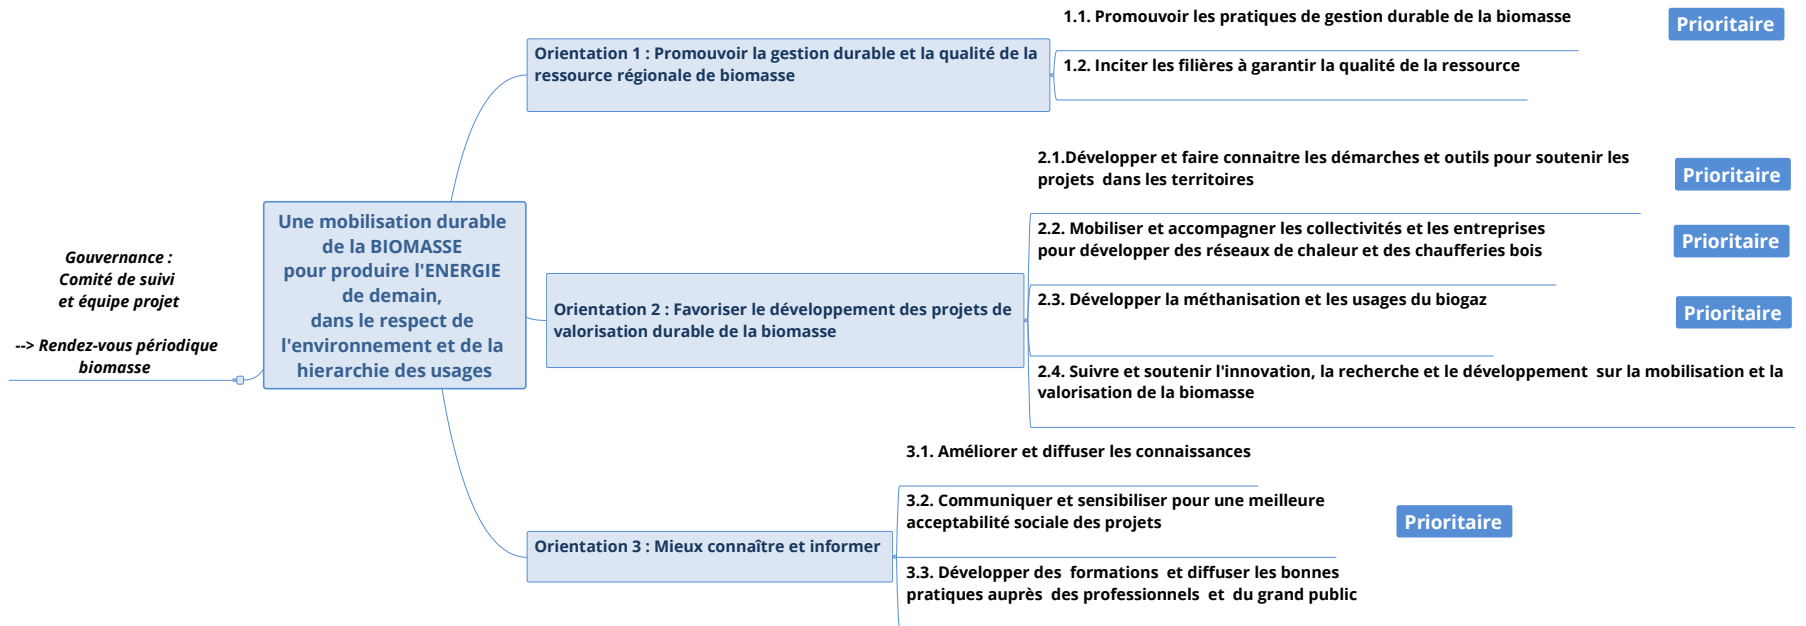 Gouvernance :
Comité de suivi
et équipe projet
--> Rendez-vous périodique
biomasse
Une mobilisation durable
de la BIOMASSE
pour produire l'ENERGIE
de demain,
dans le respect de
l'environnement et de la
hierarchie des usages
Orientation 1 : Promouvoir la gestion durable et la qualité de la
ressource régionale de biomasse
1.1. Promouvoir les pratiques de gestion durable de la biomasse
Prioritaire
1.2. Inciter les filières à garantir la qualité de la ressource
Orientation 2 : Favoriser le développement des projets de
valorisation durable de la biomasse
2.1.Développer et faire connaitre les démarches et outils pour soutenir les
projets  dans les territoires
Prioritaire
2.2. Mobiliser et accompagner les collectivités et les entreprises
pour développer des réseaux de chaleur et des chaufferies bois
Prioritaire
2.3. Développer la méthanisation et les usages du biogaz
Prioritaire
2.4. Suivre et soutenir l'innovation, la recherche et le développement  sur la mobilisation et la
valorisation de la biomasse
Orientation 3 : Mieux connaître et informer
3.1. Améliorer et diffuser les connaissances
3.2. Communiquer et sensibiliser pour une meilleure
acceptabilité sociale des projets
Prioritaire
3.3. Développer des  formations  et diffuser les bonnes
pratiques auprès  des professionnels  et  du grand public